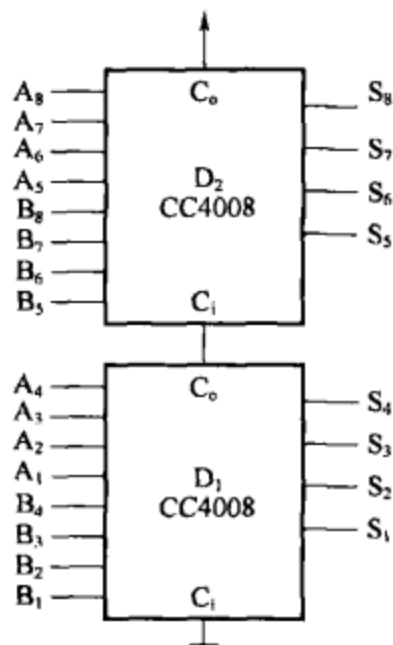 A₈
A₇
A₆
A₅
B₈
B₇
B₆
B₅
Cₒ
D₂
CC4008
Cᵢ
S₈
S₇
S₆
S₅
A₄
A₃
A₂
A₁
B₄
B₃
B₂
B₁
Cₒ
D₁
CC4008
Cᵢ
S₄
S₃
S₂
S₁